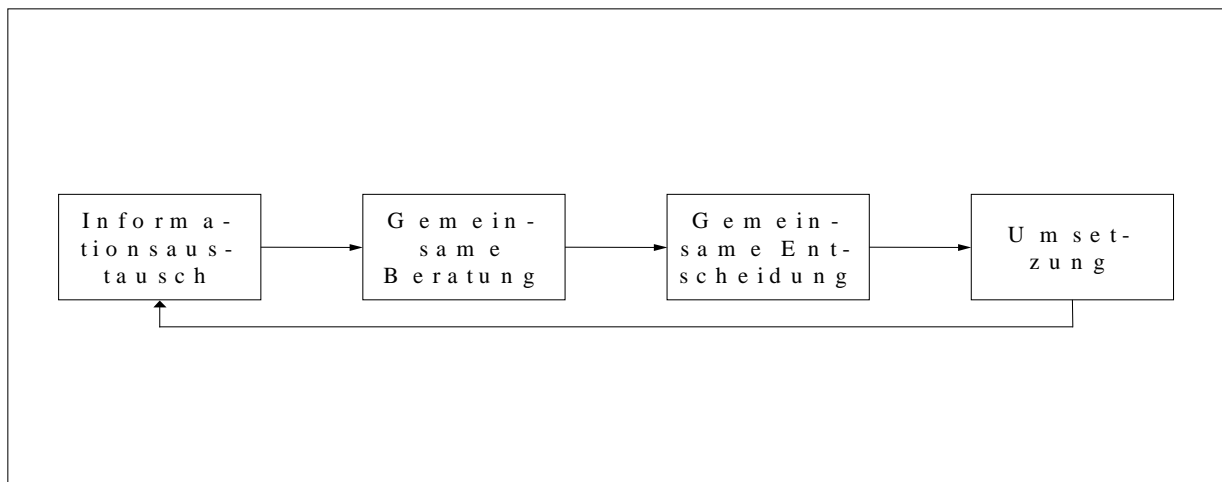 Informa-
tionsaus-
tausch
Gemein-
same
Beratung
Gemein-
same Ent-
scheidung
Umset-
zung